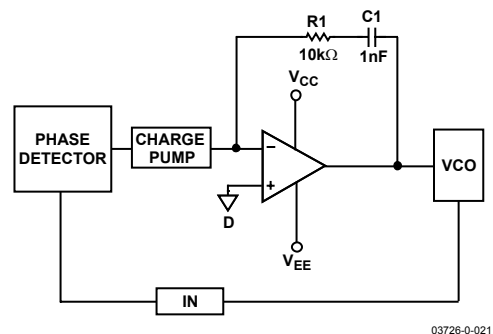 R1
10kΩ
C1
1nF
VCC
PHASE
DETECTOR
CHARGE
PUMP
–
+
D
VEE
VCO
IN
03726-0-021